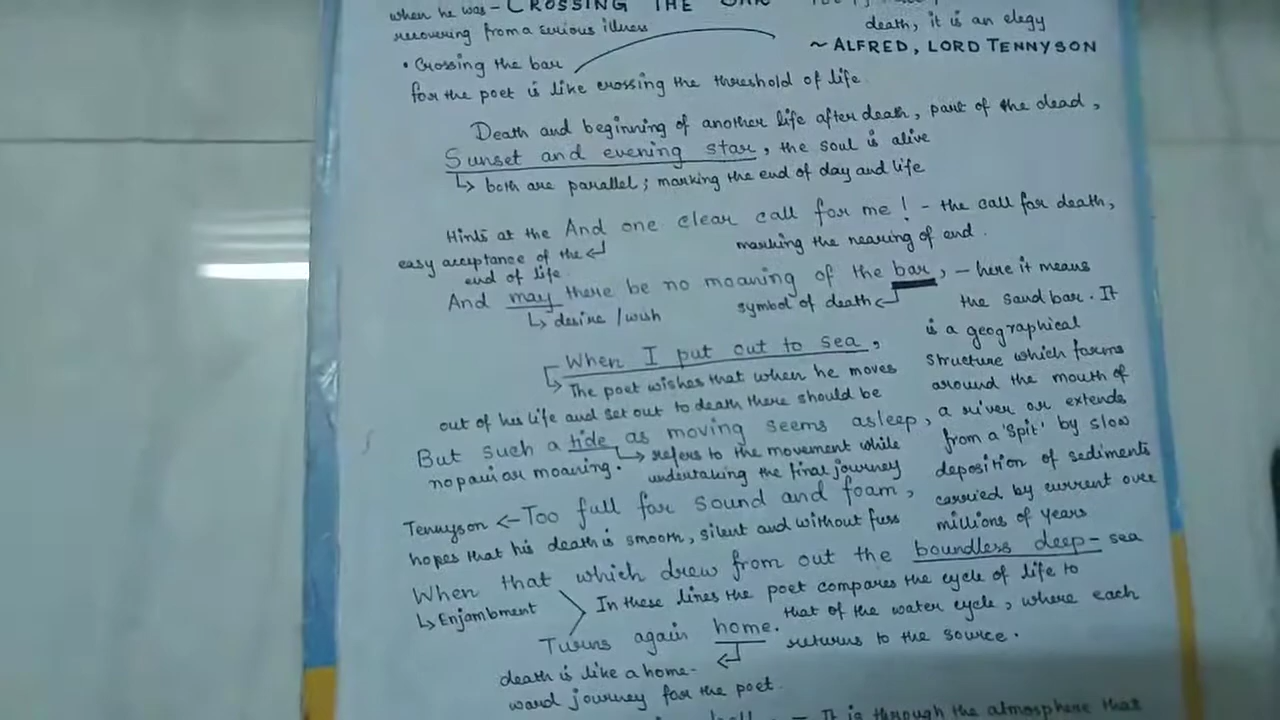 when he was - CROSSING THE BAR
recovering from a serious illness
death, it is an elegy
~ ALFRED, LORD TENNYSON
• Crossing the bar
for the poet is like crossing the threshold of life
Death and beginning of another life after death, part of the dead,
Sunset and evening star, the soul is alive
↳ both are parallel; marking the end of day and life
Hints at the And one clear call for me! - the call for death,
easy acceptance of the ↵ marking the nearing of end.
end of life
And may there be no moaning of the bar, - here it means
↳ desire / wish symbol of death ↵ the sand bar. It
is a geographical
When I put out to sea, structure which forms
↳ The poet wishes that when he moves around the mouth of
out of his life and set out to death there should be a river or extends
But such a tide as moving seems asleep, from a 'spit' by slow
no pain or moaning. ↳ refers to the movement while deposition of sediments
undertaking the final journey carried by current over
Tennyson ← Too full for sound and foam, millions of years
hopes that his death is smooth, silent and without fuss
When that which drew from out the boundless deep - sea
↳ Enjambment In these lines the poet compares the cycle of life to
that of the water cycle, where each
Turns again home. returns to the source.
death is like a home- ↵
ward journey for the poet.
- It is through the atmosphere that